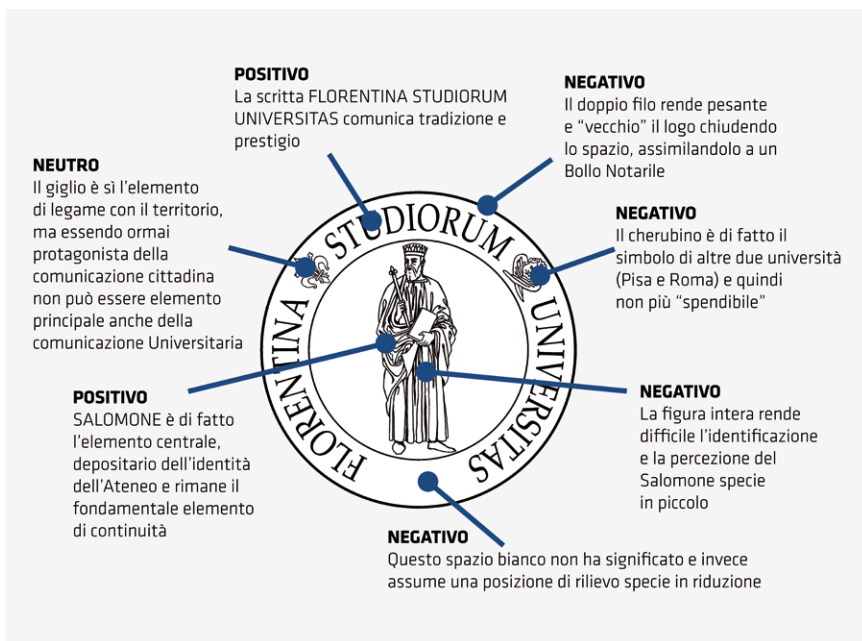 POSITIVO
La scritta FLORENTINA STUDIORUM
UNIVERSITAS comunica tradizione e
prestigio
NEGATIVO
Il doppio filo rende pesante
e “vecchio” il logo chiudendo
lo spazio, assimilandolo a un
Bollo Notarile
NEUTRO
Il giglio è sì l’elemento
di legame con il territorio,
ma essendo ormai
protagonista della
comunicazione cittadina
non può essere elemento
principale anche della
comunicazione Universitaria
NEGATIVO
Il cherubino è di fatto il
simbolo di altre due università
(Pisa e Roma) e quindi
non più “spendibile”
FLORENTINA STUDIORUM UNIVERSITAS
POSITIVO
SALOMONE è di fatto
l’elemento centrale,
depositario dell’identità
dell’Ateneo e rimane il
fondamentale elemento
di continuità
NEGATIVO
La figura intera rende
difficile l’identificazione
e la percezione del
Salomone specie
in piccolo
NEGATIVO
Questo spazio bianco non ha significato e invece
assume una posizione di rilievo specie in riduzione